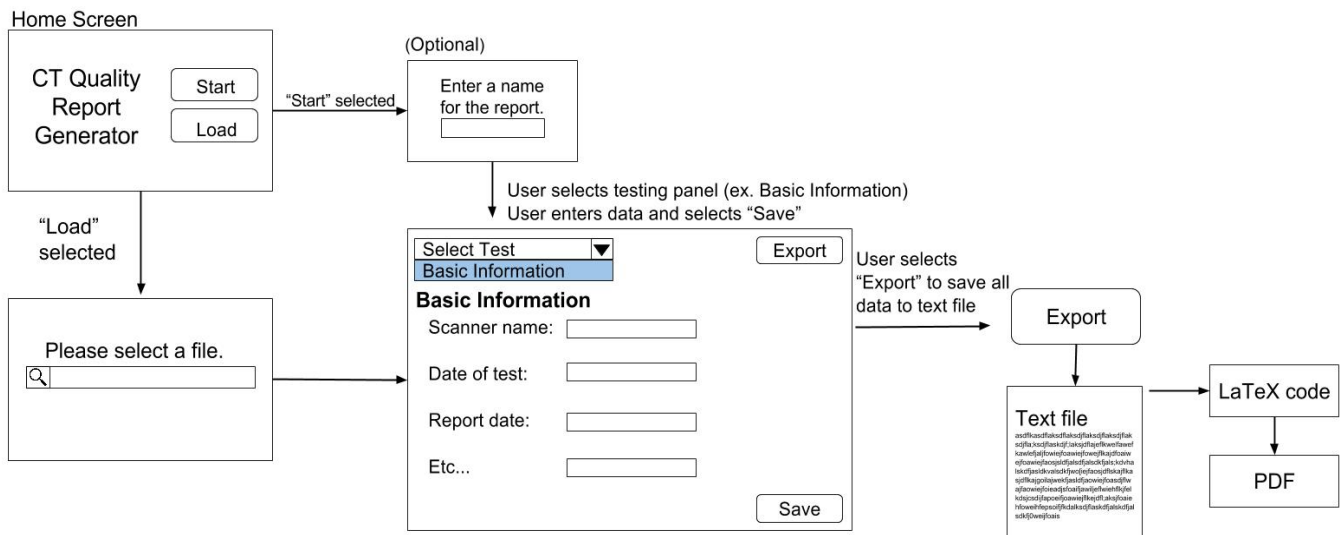 Home Screen
CT Quality
Report
Generator
Start
Load
“Start” selected
(Optional)
Enter a name
for the report.
“Load”
selected
Please select a file.
User selects testing panel (ex. Basic Information)
User enters data and selects “Save”
Select Test
Export
Basic Information
Basic Information
Scanner name:
Date of test:
Report date:
Etc...
Save
User selects
“Export” to save all
data to text file
Export
Text file
LaTeX code
PDF